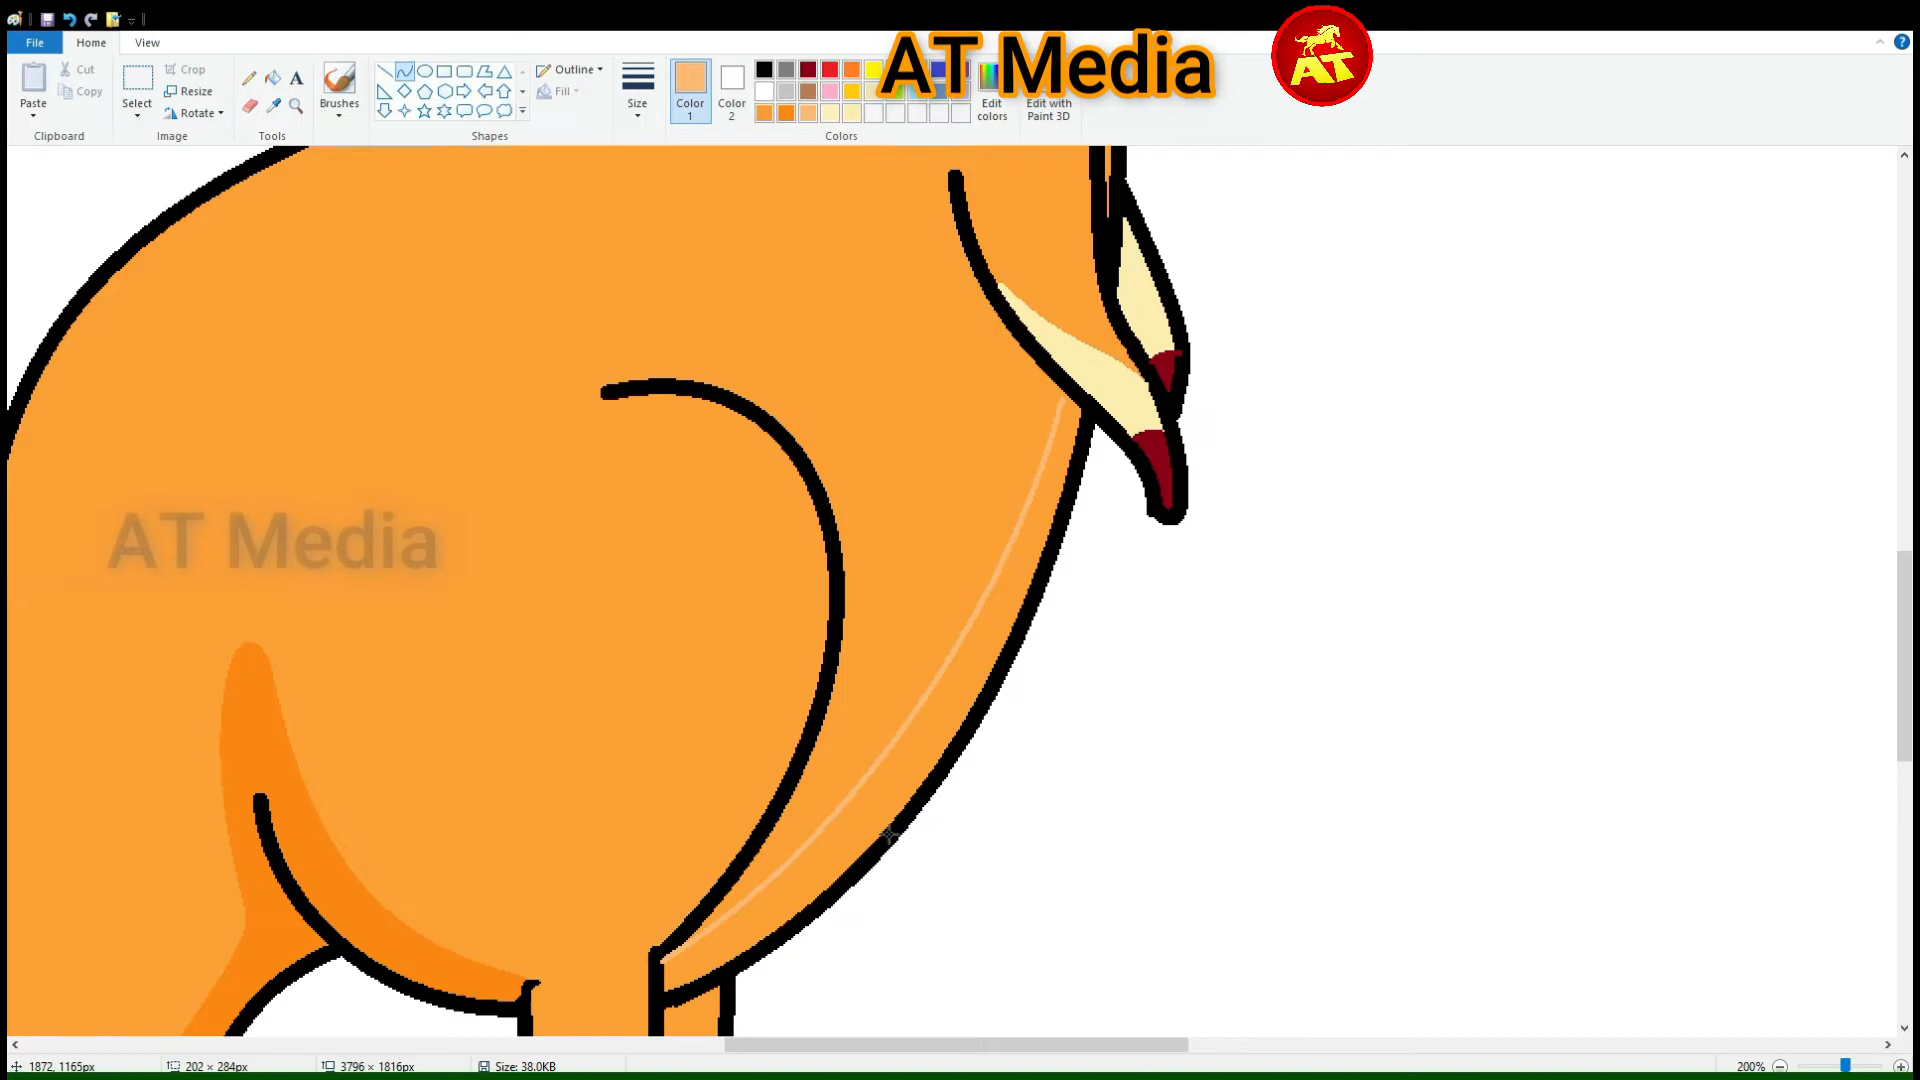 File Home View
AT Media
AT
Paste
Cut
Copy
Clipboard
Select
Crop
Resize
Rotate
Image
A
Tools
Brushes
Outline
Fill
Shapes
Size
Color
1
Color
2
Edit
colors
Edit with
Paint 3D
Colors
?
AT Media
1872, 1165px 202 × 284px 3796 × 1816px Size: 38.0KB 200%